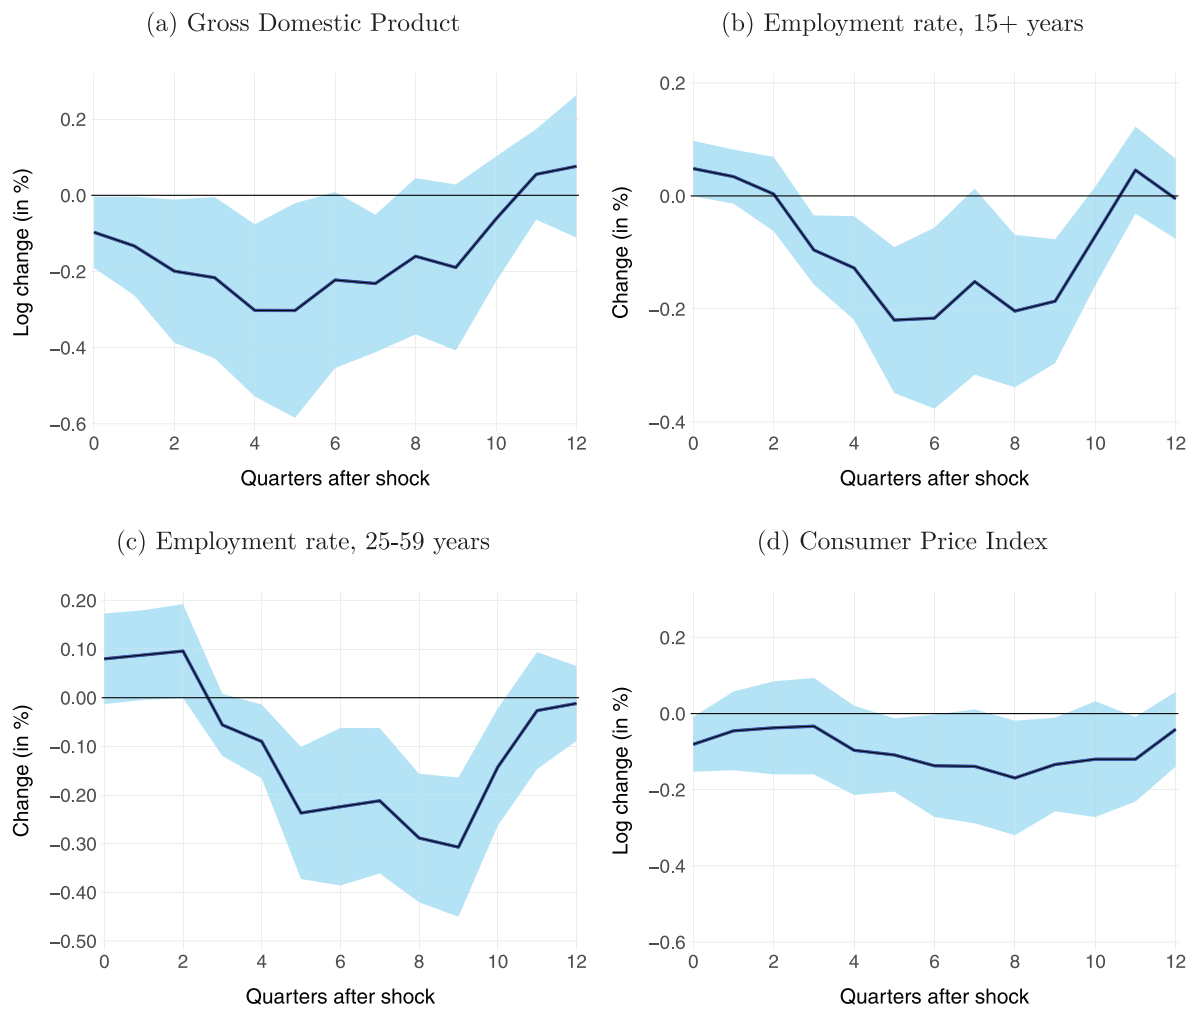 (a) Gross Domestic Product
Log change (in %)
0.2
0.0
−0.2
−0.4
−0.6
0 2 4 6 8 10 12
Quarters after shock
(b) Employment rate, 15+ years
Change (in %)
0.2
0.0
−0.2
−0.4
0 2 4 6 8 10 12
Quarters after shock
(c) Employment rate, 25-59 years
Change (in %)
0.20
0.10
0.00
−0.10
−0.20
−0.30
−0.40
−0.50
0 2 4 6 8 10 12
Quarters after shock
(d) Consumer Price Index
Log change (in %)
0.2
0.0
−0.2
−0.4
−0.6
0 2 4 6 8 10 12
Quarters after shock